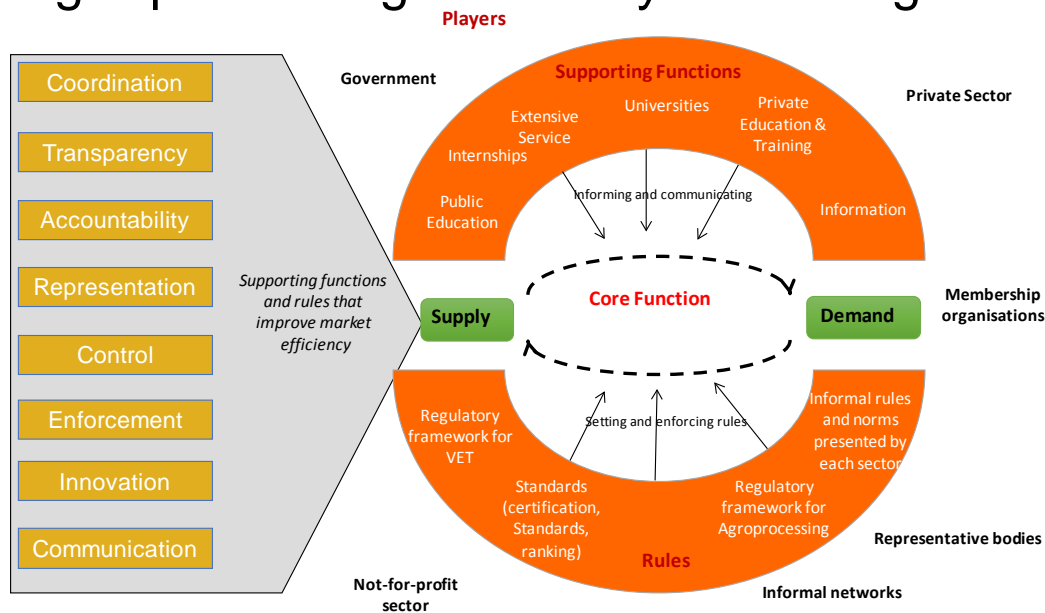 Players
Coordination
Transparency
Accountability
Representation
Control
Enforcement
Innovation
Communication
Supporting functions
and rules that
improve market
efficiency
Government
Private Sector
Membership
organisations
Representative bodies
Informal networks
Not-for-profit
sector
Supporting Functions
Public
Education
Internships
Extensive
Service
Universities
Private
Education &
Training
Information
Informing and communicating
Supply
Core Function
Demand
Setting and enforcing rules
Regulatory
framework for
VET
Standards
(certification,
Standards,
ranking)
Regulatory
framework for
Agroprocessing
Informal rules
and norms
presented by
each sector
Rules